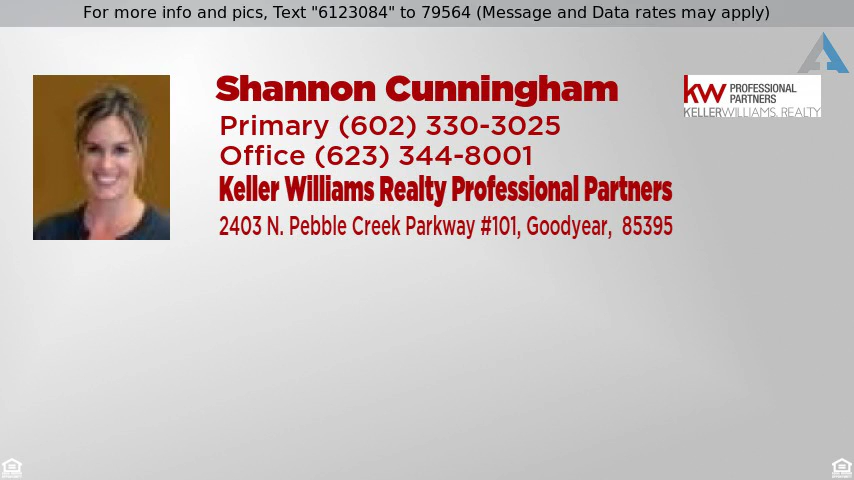 For more info and pics, Text "6123084" to 79564 (Message and Data rates may apply)
Shannon Cunningham
Primary (602) 330-3025
Office (623) 344-8001
Keller Williams Realty Professional Partners
2403 N. Pebble Creek Parkway #101, Goodyear,  85395
kw PROFESSIONAL
PARTNERS
KELLERWILLIAMS. REALTY